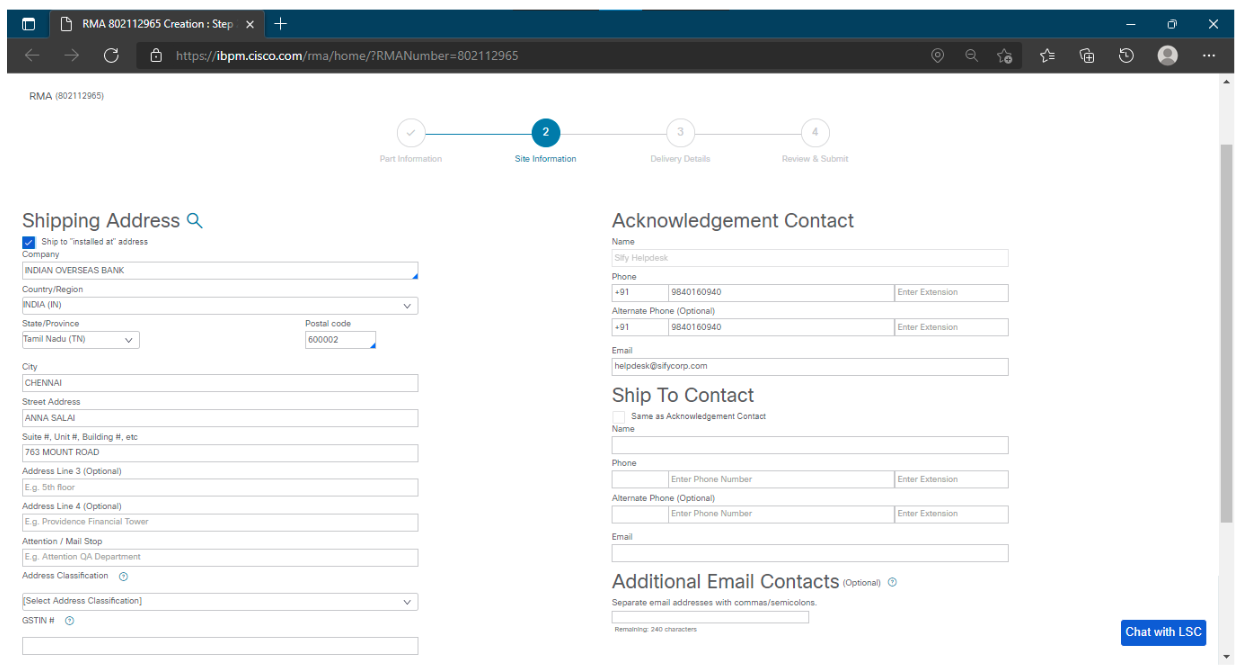 RMA 802112965 Creation : Step
https://ibpm.cisco.com/rma/home/?RMANumber=802112965
RMA (802112965)
2
3
4
Part Information
Site Information
Delivery Details
Review & Submit
Shipping Address
Ship to "installed at" address
Company
INDIAN OVERSEAS BANK
Country/Region
INDIA (IN)
State/Province
Postal code
Tamil Nadu (TN)
600002
City
CHENNAI
Street Address
ANNA SALAI
Suite #, Unit #, Building #, etc
763 MOUNT ROAD
Address Line 3 (Optional)
E.g. 5th floor
Address Line 4 (Optional)
E.g. Providence Financial Tower
Attention / Mail Stop
E.g. Attention QA Department
Address Classification
[Select Address Classification]
GSTIN #
Acknowledgement Contact
Name
Sify Helpdesk
Phone
+91 9840160940 Enter Extension
Alternate Phone (Optional)
+91 9840160940 Enter Extension
Email
helpdesk@sifycorp.com
Ship To Contact
Same as Acknowledgement Contact
Name
Phone
Enter Phone Number Enter Extension
Alternate Phone (Optional)
Enter Phone Number Enter Extension
Email
Additional Email Contacts (Optional)
Separate email addresses with commas/semicolons.
Remaining: 240 characters
Chat with LSC